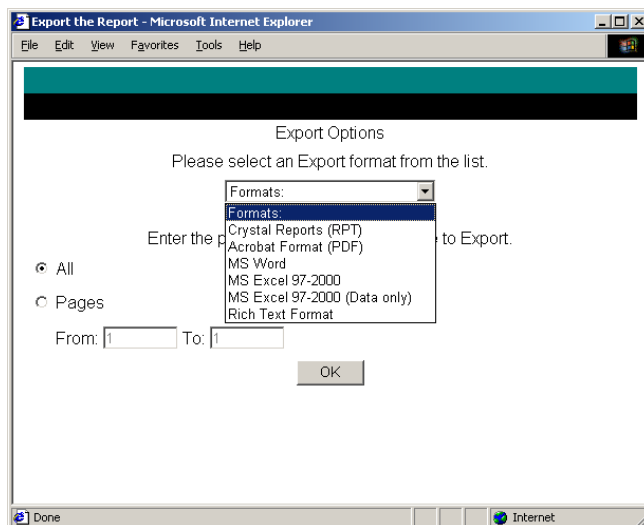 Export the Report - Microsoft Internet Explorer
File Edit View Favorites Tools Help
Export Options
Please select an Export format from the list.
Formats:
Formats:
Crystal Reports (RPT)
Acrobat Format (PDF)
MS Word
MS Excel 97-2000
MS Excel 97-2000 (Data only)
Rich Text Format
Enter the p to Export.
All
Pages
From: 1 To: 1
OK
Done Internet